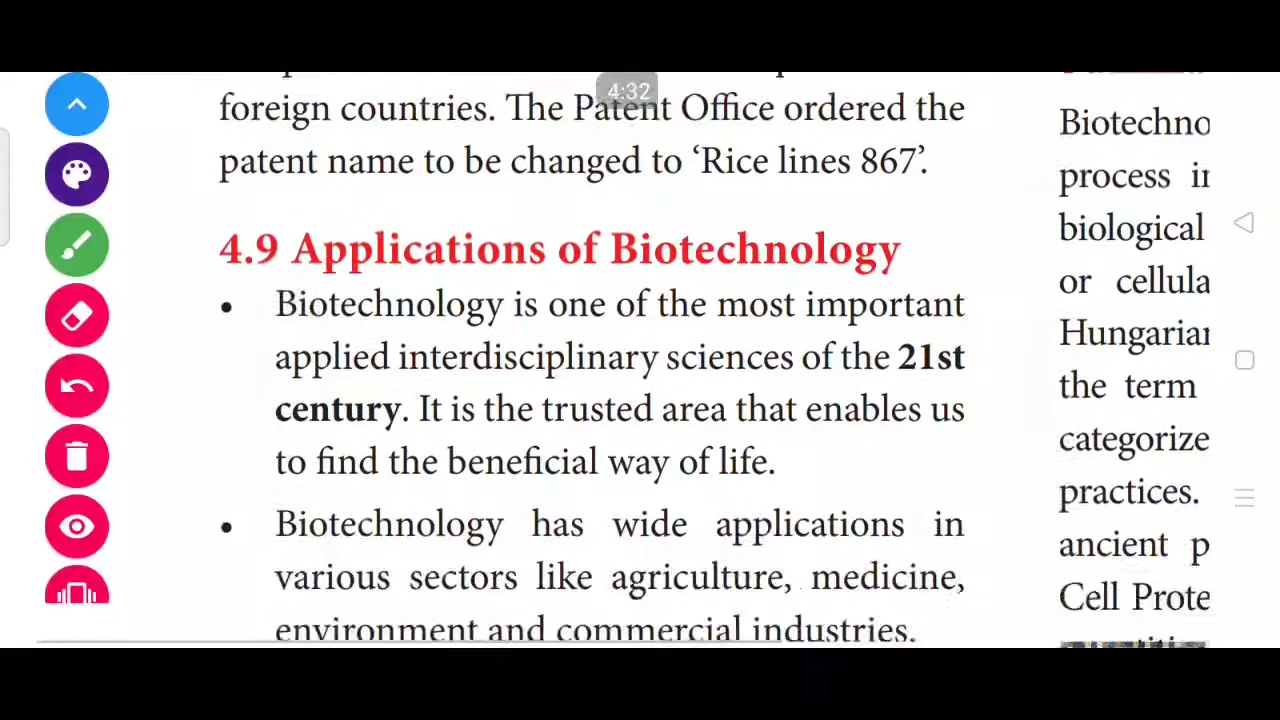 4:32
foreign countries. The Patent Office ordered the
patent name to be changed to ‘Rice lines 867’.
4.9 Applications of Biotechnology
• Biotechnology is one of the most important
applied interdisciplinary sciences of the 21st
century. It is the trusted area that enables us
to find the beneficial way of life.
• Biotechnology has wide applications in
various sectors like agriculture, medicine,
environment and commercial industries.
Biotechno
process in
biological
or cellula
Hungarian
the term
categorize
practices.
ancient p
Cell Prote